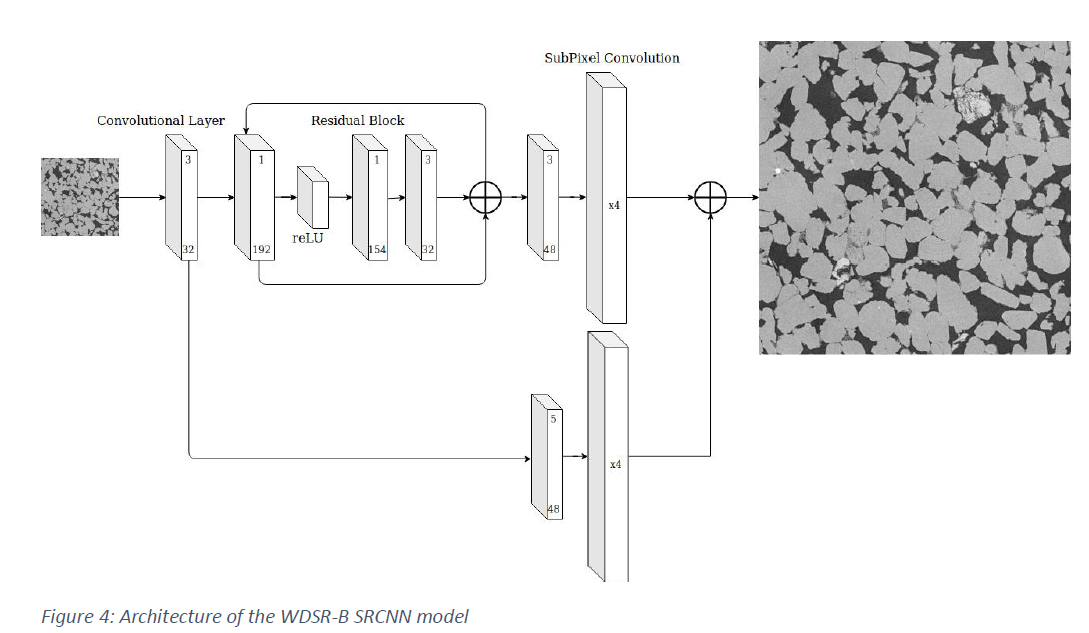 SubPixel Convolution
Convolutional Layer
Residual Block
3
32
1
192
reLU
1
154
3
32
3
48
x4
5
48
x4
Figure 4: Architecture of the WDSR-B SRCNN model